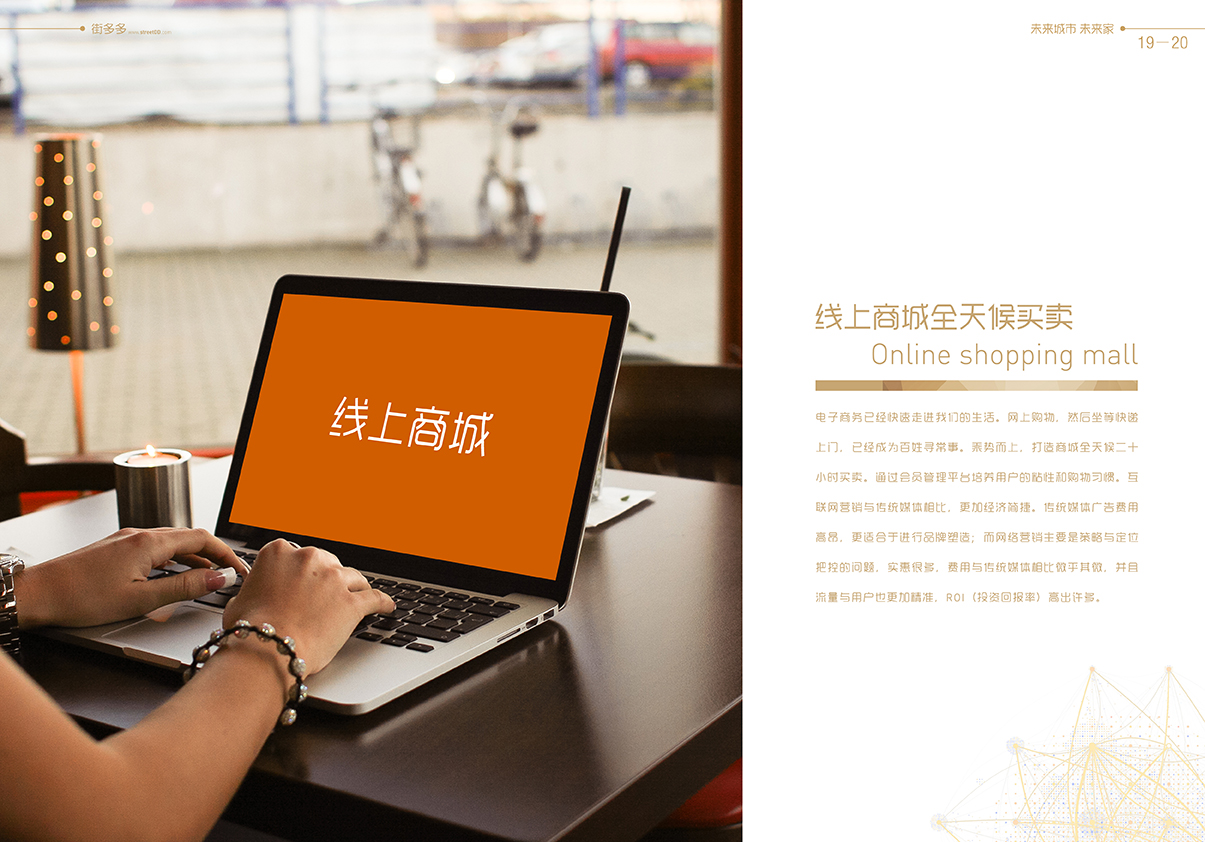 街多多 www.streetDD.com
未来城市 未来家
19—20
线上商城
线上商城全天候买卖
Online shopping mall
电子商务已经快速走进我们的生活。网上购物，然后坐等快递
上门，已经成为百姓寻常事。乘势而上，打造商城全天候二十
小时买卖。通过会员管理平台培养用户的粘性和购物习惯。互
联网营销与传统媒体相比，更加经济简捷。传统媒体广告费用
高昂，更适合于进行品牌塑造；而网络营销主要是策略与定位
把控的问题，实惠很多，费用与传统媒体相比微乎其微，并且
流量与用户也更加精准，ROI（投资回报率）高出许多。